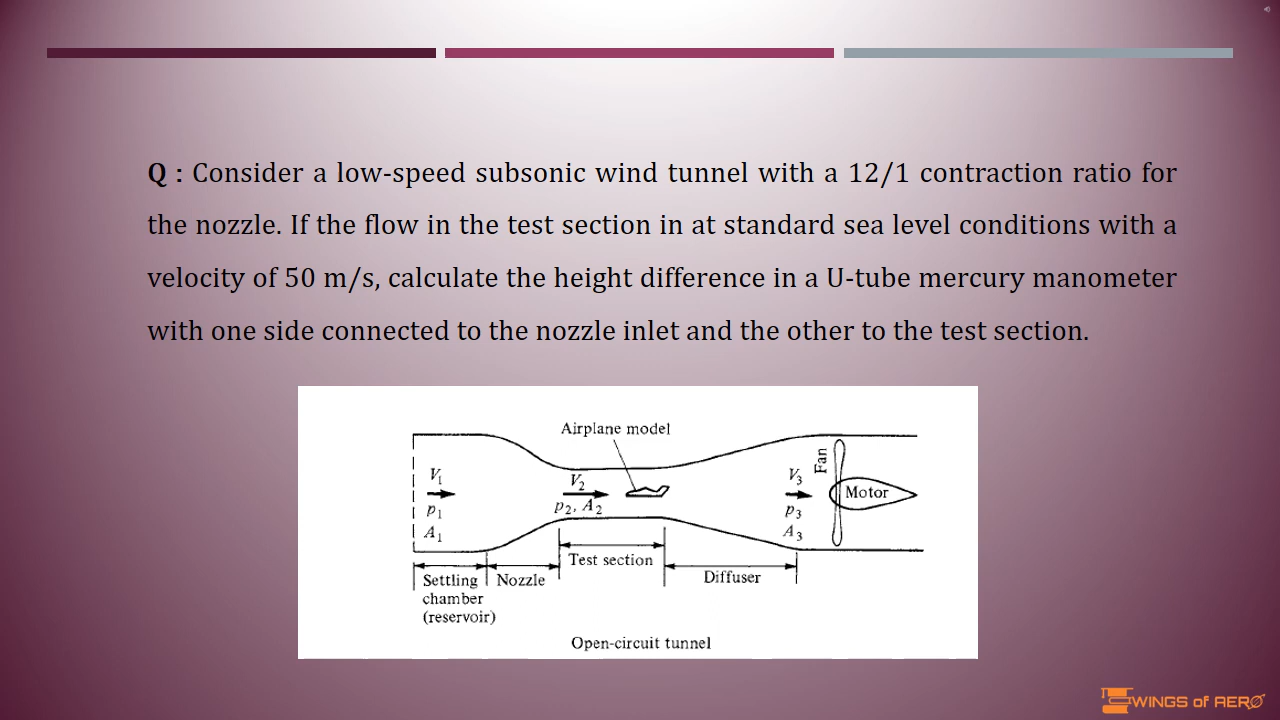 Q : Consider a low-speed subsonic wind tunnel with a 12/1 contraction ratio for
the nozzle. If the flow in the test section in at standard sea level conditions with a
velocity of 50 m/s, calculate the height difference in a U-tube mercury manometer
with one side connected to the nozzle inlet and the other to the test section.
Airplane model
V1
p1
A1
V2
p2, A2
V3
p3
A3
Fan
Motor
Test section
Settling
chamber
(reservoir)
Nozzle
Diffuser
Open-circuit tunnel
WINGS of AERO